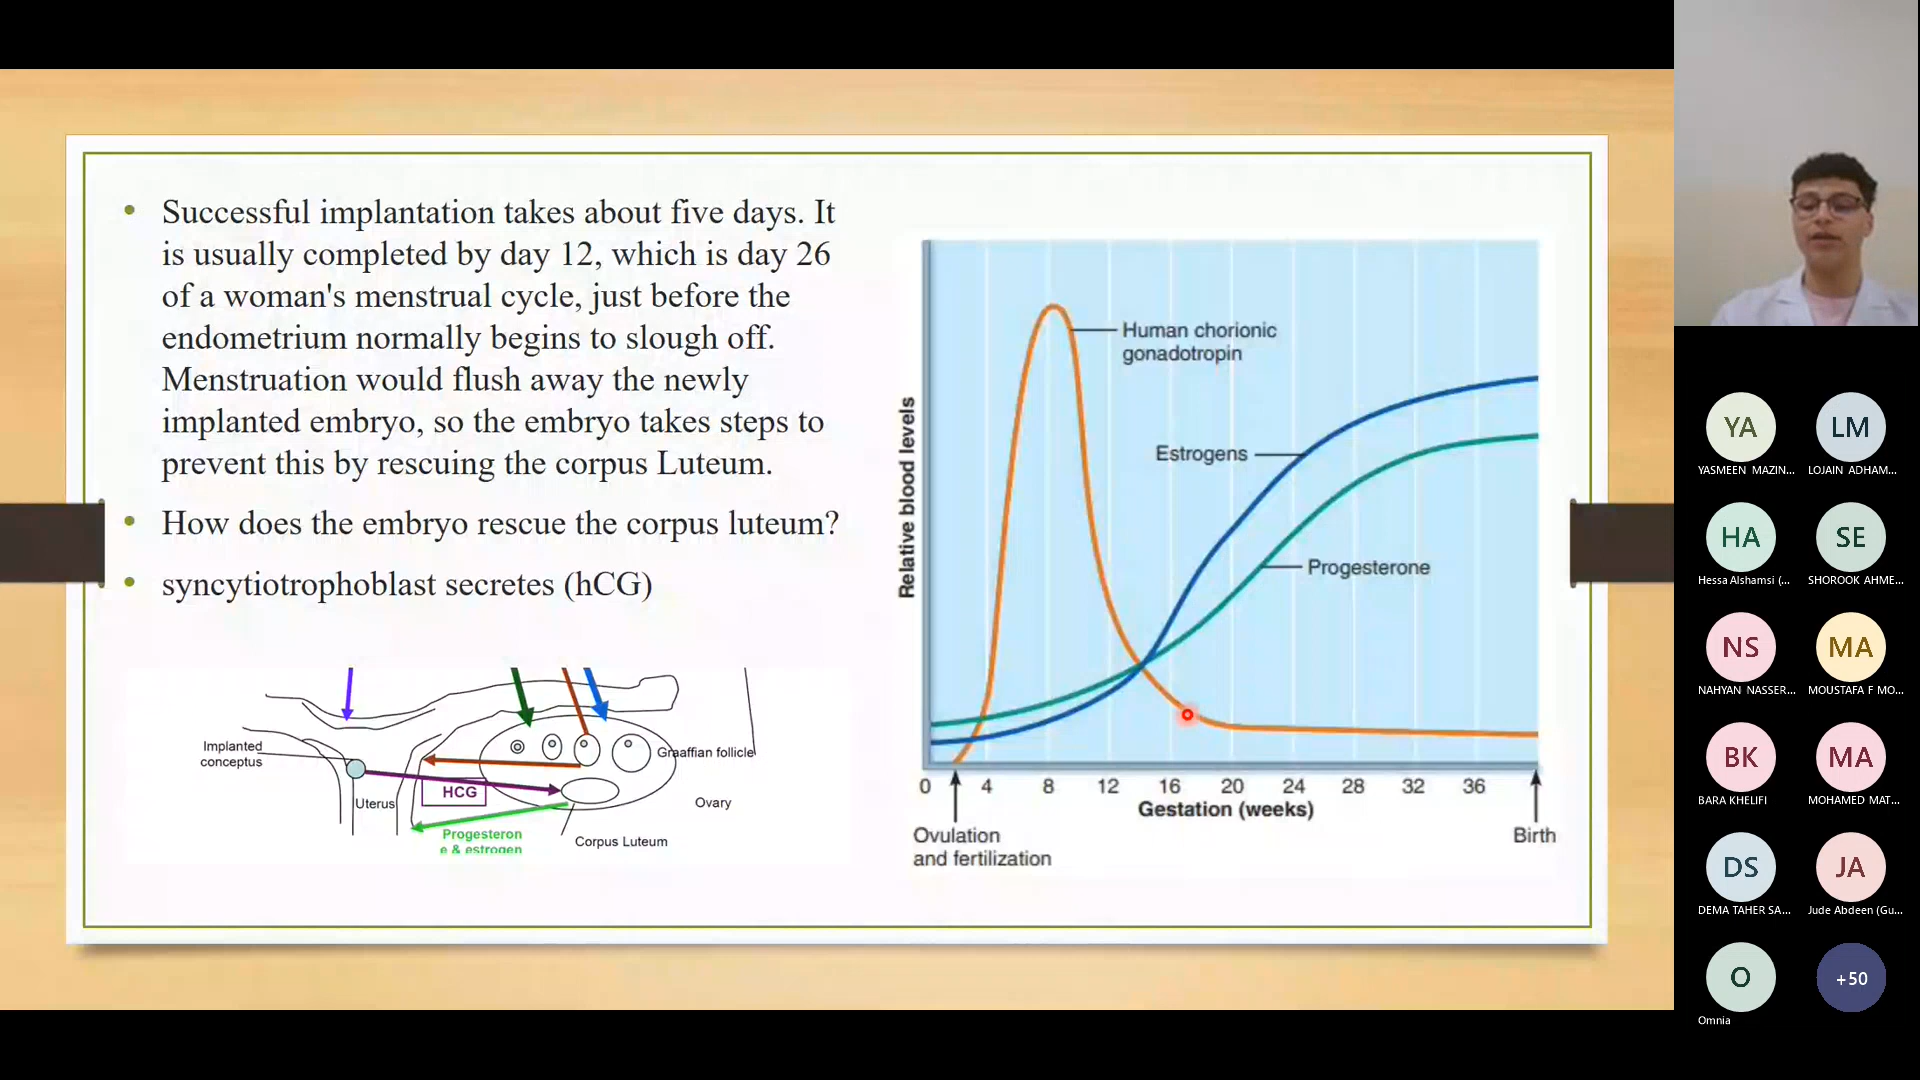 • Successful implantation takes about five days. It
is usually completed by day 12, which is day 26
of a woman's menstrual cycle, just before the
endometrium normally begins to slough off.
Menstruation would flush away the newly
implanted embryo, so the embryo takes steps to
prevent this by rescuing the corpus Luteum.
• How does the embryo rescue the corpus luteum?
• syncytiotrophoblast secretes (hCG)
Implanted
conceptus
Uterus
HCG
Progesteron
e & estrogen
Graaffian follicle
Ovary
Corpus Luteum
Relative blood levels
Human chorionic
gonadotropin
Estrogens
Progesterone
0 4 8 12 16 20 24 28 32 36
Gestation (weeks)
Ovulation
and fertilization
Birth
YA
YASMEEN MAZIN...
LM
LOJAIN ADHAM...
HA
Hessa Alshamsi (...
SE
SHOROOK AHME...
NS
NAHYAN NASSER...
MA
MOUSTAFA F MO...
BK
BARA KHELIFI
MA
MOHAMED MAT...
DS
DEMA TAHER SA...
JA
Jude Abdeen (Gu...
O
Omnia
+50